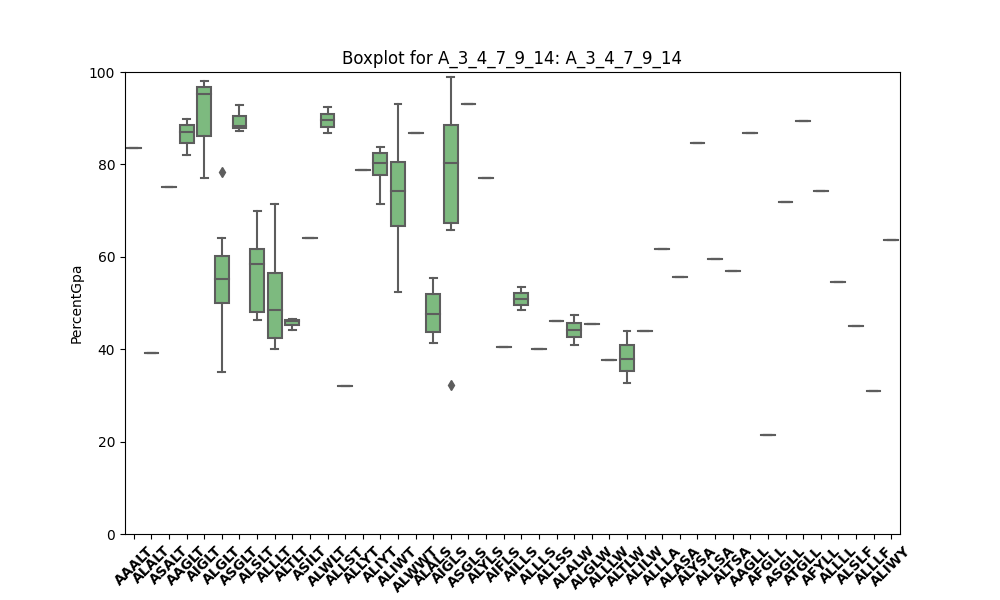 Boxplot for A_3_4_7_9_14: A_3_4_7_9_14
PercentGpa
100
80
60
40
20
0
AAALT
ALALT
ASALT
AAGLT
AIGLT
ALGLT
ASGLT
ALSLT
ALLLT
ALTLT
ASILT
ALWLT
ALLST
ALLYT
ALIYT
ALIWT
ALWWT
ALALS
AIGLS
ASGLS
ALYLS
AIFLS
AILLS
ALLLS
ALLSS
ALALW
ALGLW
ALLLW
ALTLW
ALILW
ALLLA
ALASA
ALYSA
ALLSA
ALTSA
AAGLL
AFGLL
ASGLL
ATGLL
AFYLL
ALLLL
ALSLF
ALLLF
ALIWY